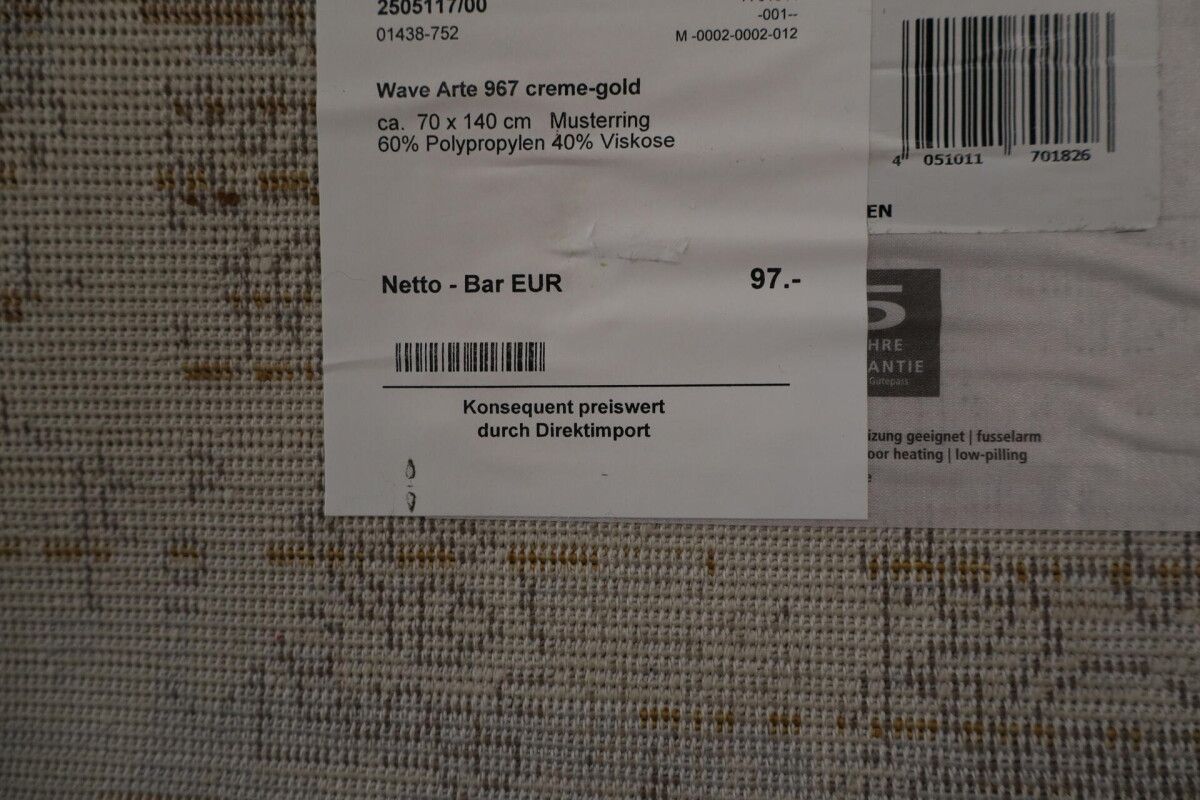 2505117/00
-001--
01438-752
M -0002-0002-012
Wave Arte 967 creme-gold
ca. 70 x 140 cm Musterring
60% Polypropylen 40% Viskose
Netto - Bar EUR 97.-
Konsequent preiswert
durch Direktimport
4 051011 701826
EN
5
HRE
ANTIE
Gütepass
izung geeignet | fusselarm
oor heating | low-pilling
e